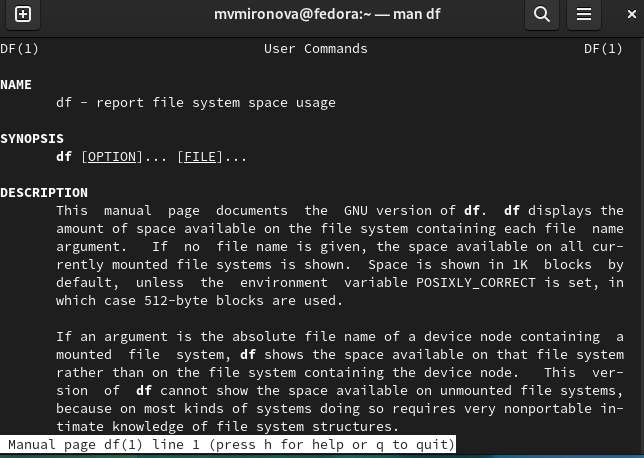 mvmironova@fedora:~ — man df
DF(1) User Commands DF(1)
NAME
df - report file system space usage
SYNOPSIS
df [OPTION]... [FILE]...
DESCRIPTION
This manual page documents the GNU version of df. df displays the
amount of space available on the file system containing each file name
argument. If no file name is given, the space available on all cur-
rently mounted file systems is shown. Space is shown in 1K blocks by
default, unless the environment variable POSIXLY_CORRECT is set, in
which case 512-byte blocks are used.
If an argument is the absolute file name of a device node containing a
mounted file system, df shows the space available on that file system
rather than on the file system containing the device node. This ver-
sion of df cannot show the space available on unmounted file systems,
because on most kinds of systems doing so requires very nonportable in-
timate knowledge of file system structures.
Manual page df(1) line 1 (press h for help or q to quit)